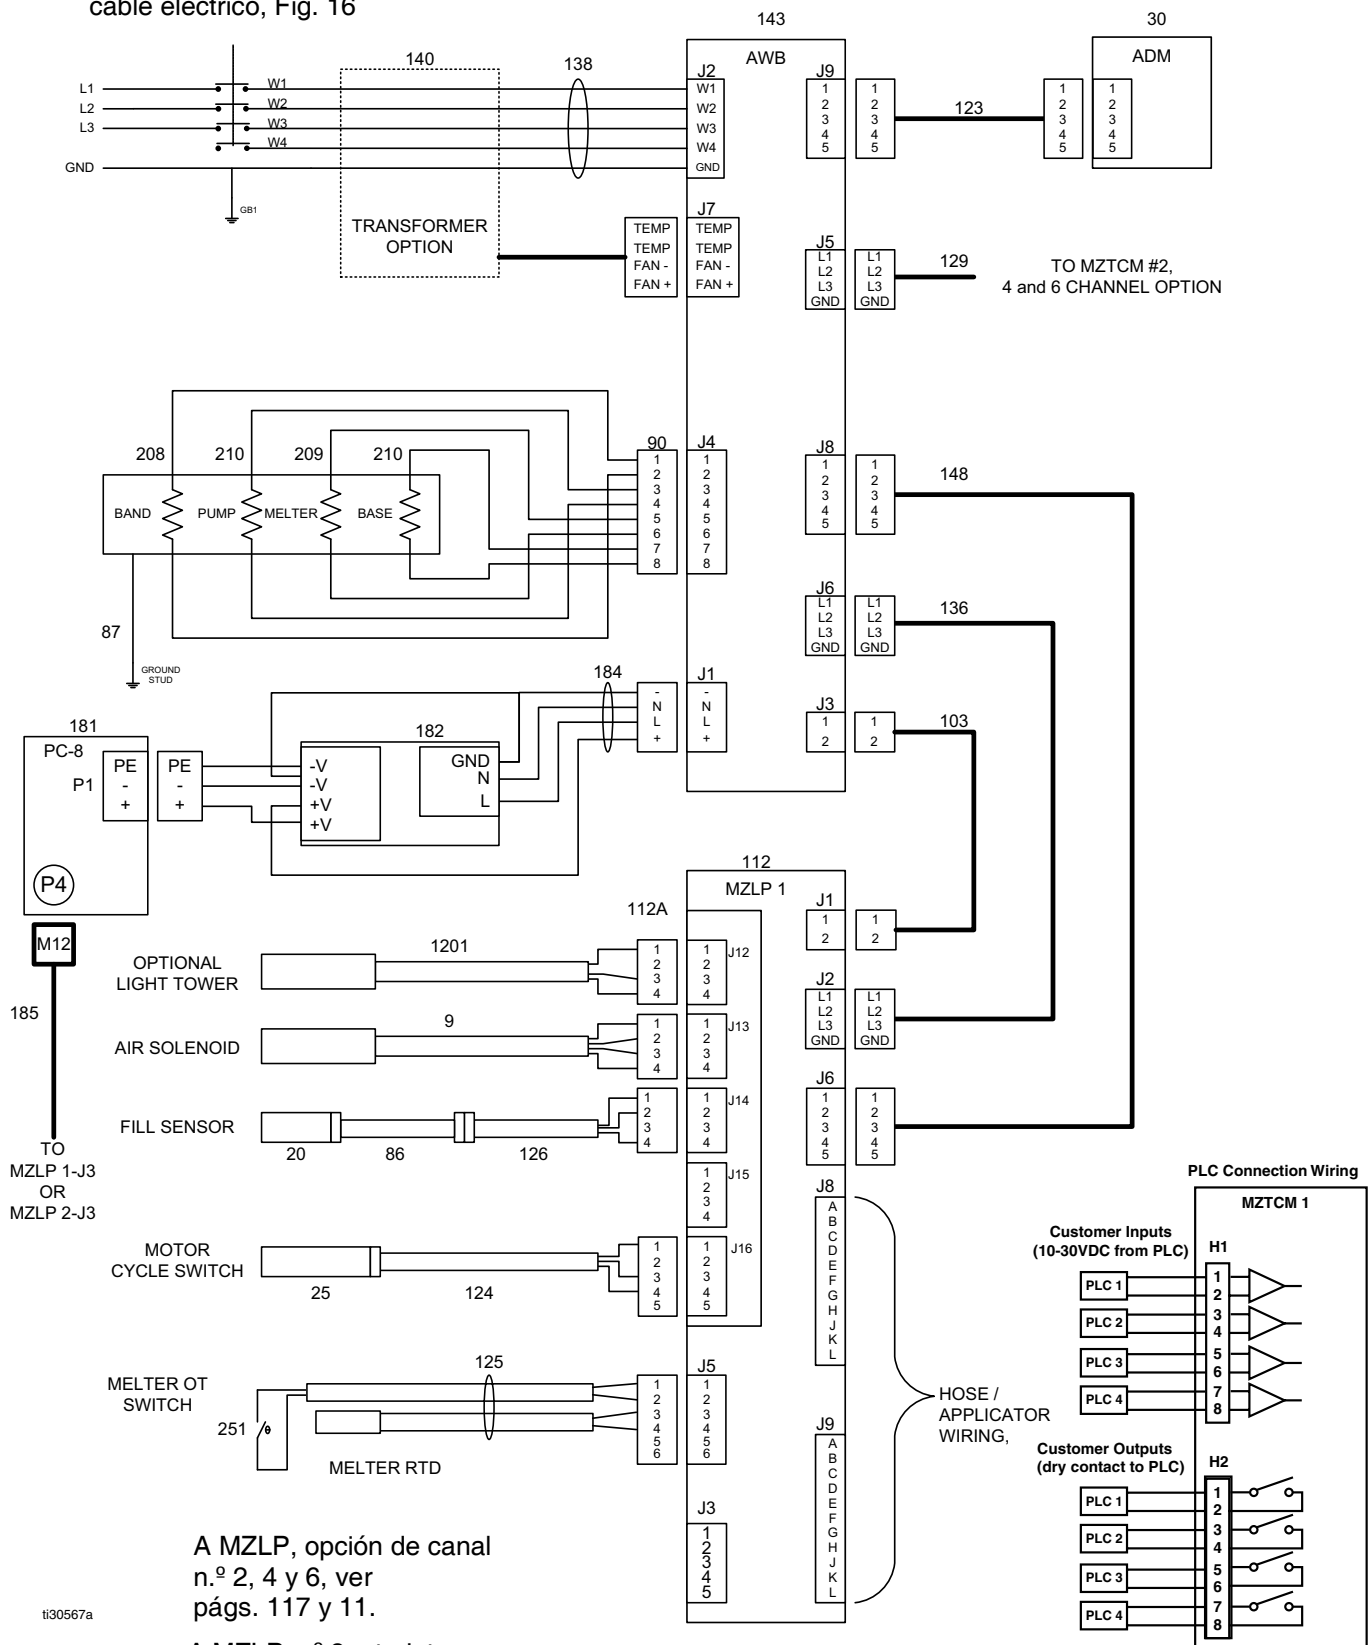 cable eléctrico, Fig. 16
143
30
140
138
AWB
ADM
L1
L2
L3
GND
W1
W2
W3
W4
GB1
J2
W1
W2
W3
W4
GND
J9
1
2
3
4
5
1
2
3
4
5
123
1
2
3
4
5
1
2
3
4
5
TRANSFORMER
OPTION
J7
TEMP
TEMP
FAN -
FAN +
TEMP
TEMP
FAN -
FAN +
J5
L1
L2
L3
GND
L1
L2
L3
GND
129
TO MZTCM #2,
4 and 6 CHANNEL OPTION
208
210
209
210
BAND
PUMP
MELTER
BASE
90
1
2
3
4
5
6
7
8
J4
1
2
3
4
5
6
7
8
J8
1
2
3
4
5
1
2
3
4
5
148
J6
L1
L2
L3
GND
L1
L2
L3
GND
136
87
GROUND
STUD
184
-
N
L
+
J1
-
N
L
+
J3
1
2
1
2
103
181
PC-8
P1
PE
-
+
PE
-
+
P4
182
-V
-V
+V
+V
GND
N
L
M12
185
TO
MZLP 1-J3
OR
MZLP 2-J3
112
MZLP 1
112A
OPTIONAL
LIGHT TOWER
1201
1
2
3
4
1
2
3
4
J12
J1
1
2
1
2
AIR SOLENOID
9
1
2
3
4
1
2
3
4
J13
J2
L1
L2
L3
GND
L1
L2
L3
GND
FILL SENSOR
20
86
126
1
2
3
4
1
2
3
4
J14
J6
1
2
3
4
5
1
2
3
4
5
1
2
3
4
J15
MOTOR
CYCLE SWITCH
25
124
1
2
3
4
5
1
2
3
4
5
J16
J8
A
B
C
D
E
F
G
H
J
K
L
MELTER OT
SWITCH
251
125
MELTER RTD
1
2
3
4
5
6
J5
1
2
3
4
5
6
J9
A
B
C
D
E
F
G
H
J
K
L
HOSE /
APPLICATOR
WIRING,
J3
1
2
3
4
5
PLC Connection Wiring
MZTCM 1
Customer Inputs
(10-30VDC from PLC)
H1
PLC 1
PLC 2
PLC 3
PLC 4
1
2
3
4
5
6
7
8
Customer Outputs
(dry contact to PLC)
H2
PLC 1
PLC 2
PLC 3
PLC 4
1
2
3
4
5
6
7
8
A MZLP, opción de canal
n.º 2, 4 y 6, ver
págs. 117 y 11.
ti30567a